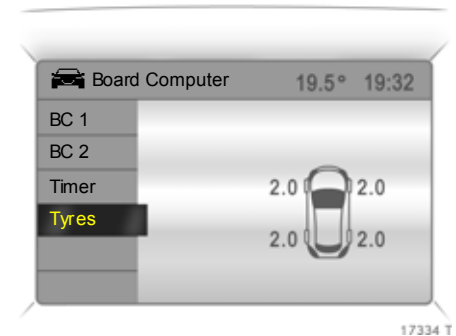 Board Computer 19.5° 19:32
BC 1
BC 2
Timer
Tyres
2.0 2.0
2.0 2.0
17334 T